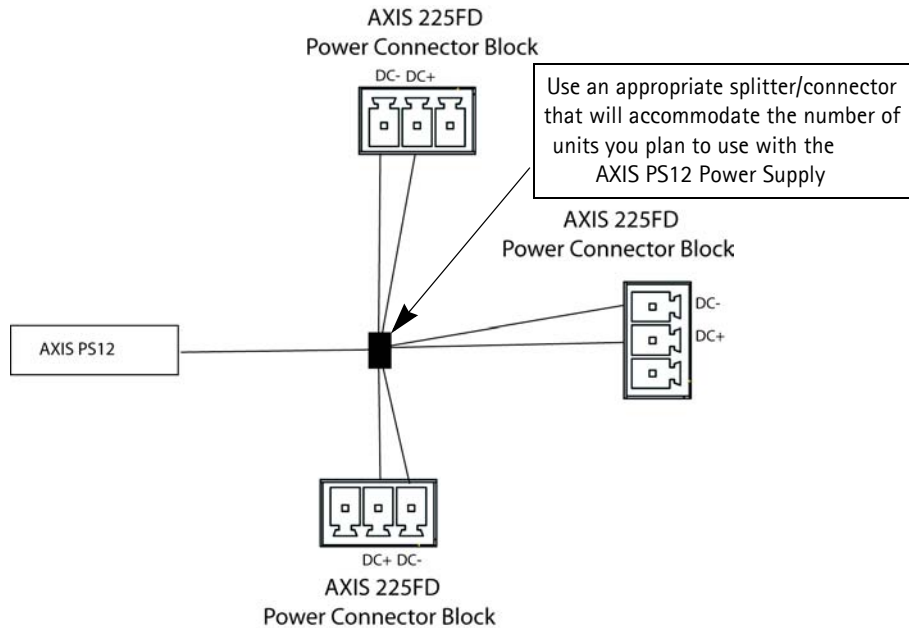 AXIS 225FD
Power Connector Block
DC- DC+
Use an appropriate splitter/connector
that will accommodate the number of
units you plan to use with the
AXIS PS12 Power Supply
AXIS 225FD
Power Connector Block
DC-
DC+
AXIS PS12
DC+ DC-
AXIS 225FD
Power Connector Block